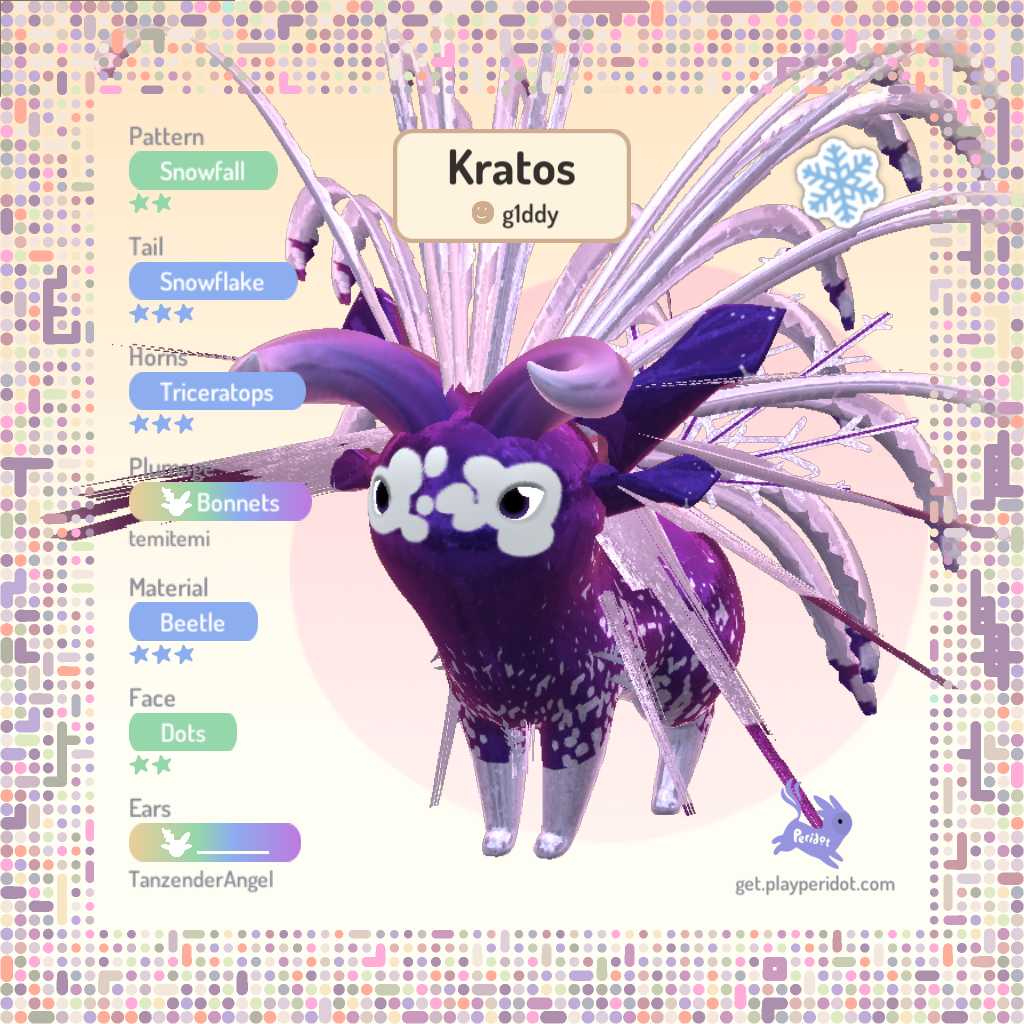 Kratos
g1ddy
Pattern
Snowfall
Tail
Snowflake
Horns
Triceratops
Plumage
Bonnets
temitemi
Material
Beetle
Face
Dots
Ears
TanzenderAngel
Peridot
get.playperidot.com